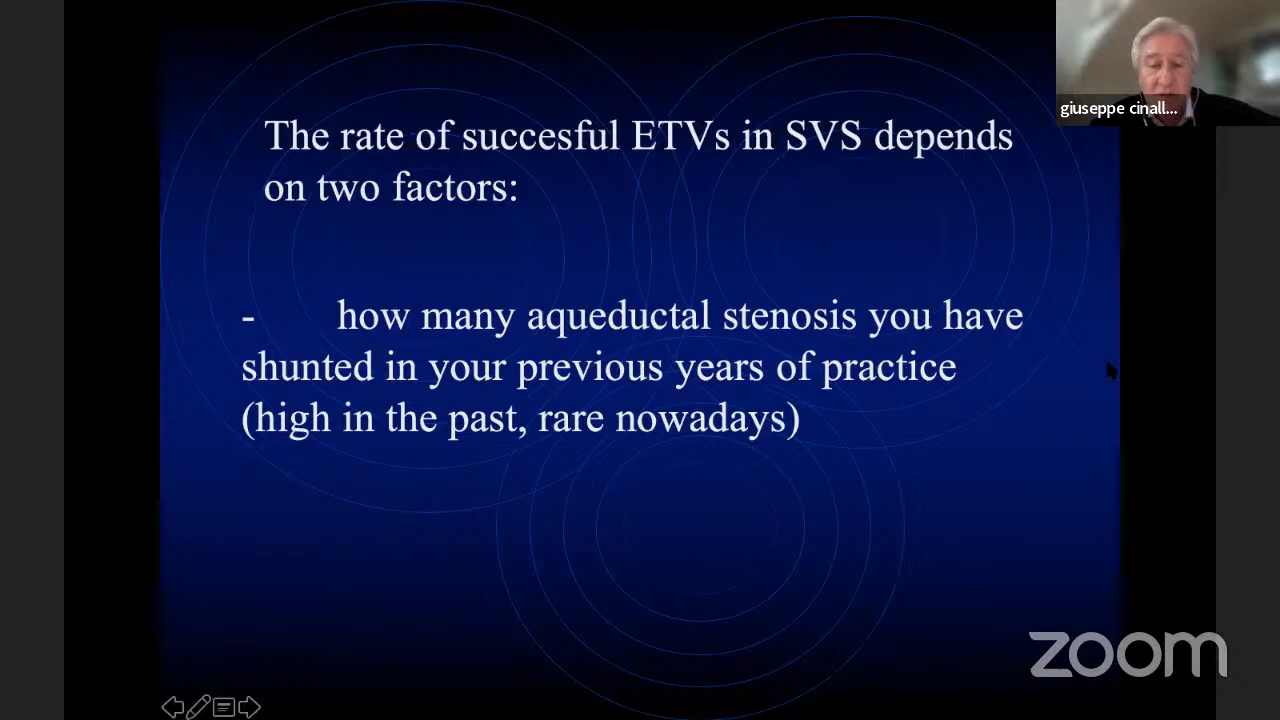 The rate of succesful ETVs in SVS depends
on two factors:
- how many aqueductal stenosis you have
shunted in your previous years of practice
(high in the past, rare nowadays)
giuseppe cinall...
zoom